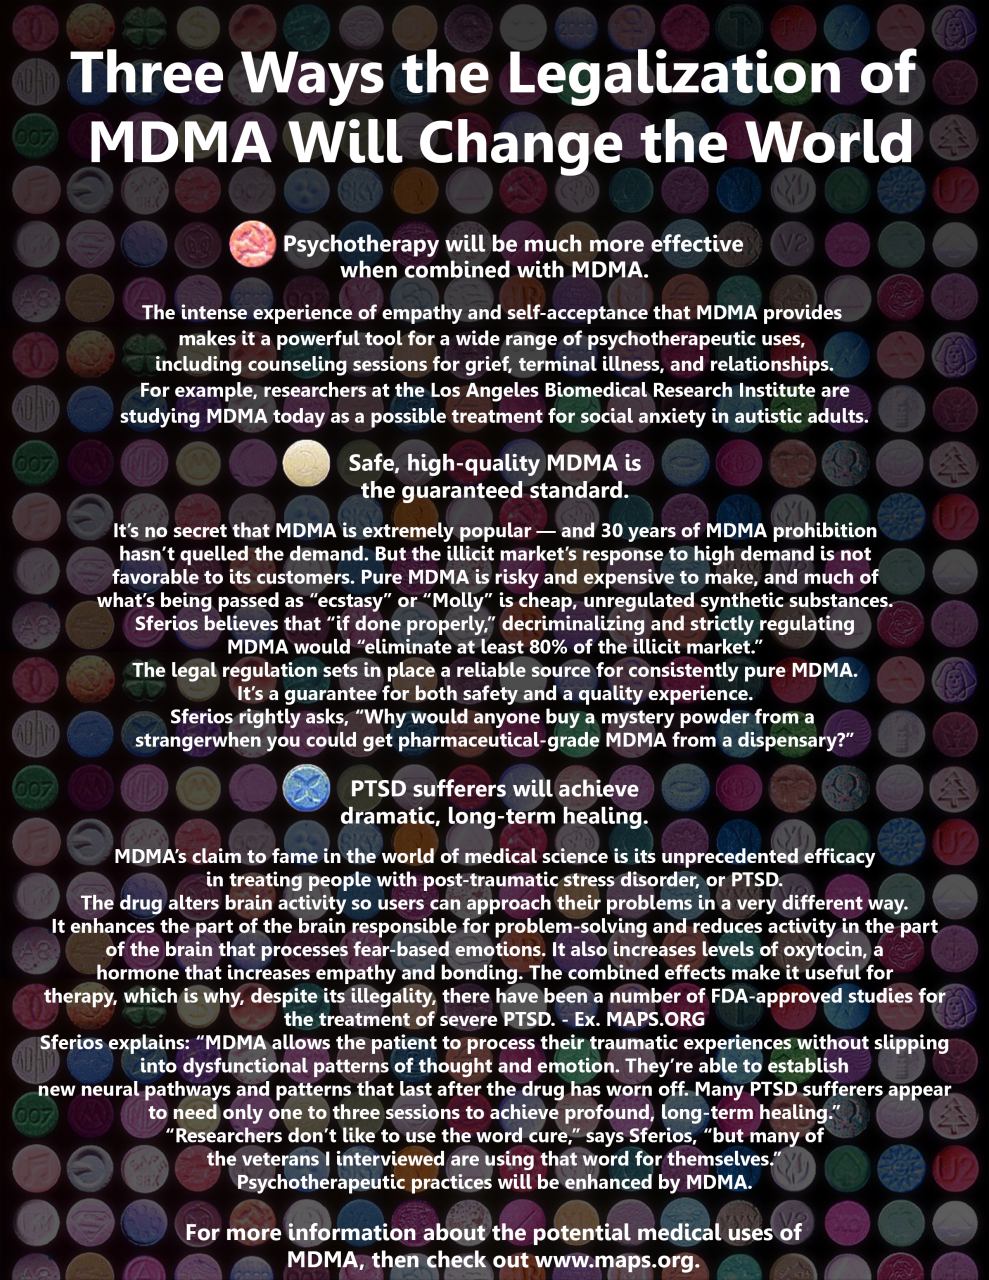 Three Ways the Legalization of
MDMA Will Change the World
Psychotherapy will be much more effective
when combined with MDMA.
The intense experience of empathy and self-acceptance that MDMA provides
makes it a powerful tool for a wide range of psychotherapeutic uses,
including counseling sessions for grief, terminal illness, and relationships.
For example, researchers at the Los Angeles Biomedical Research Institute are
studying MDMA today as a possible treatment for social anxiety in autistic adults.
Safe, high-quality MDMA is
the guaranteed standard.
It's no secret that MDMA is extremely popular — and 30 years of MDMA prohibition
hasn't quelled the demand. But the illicit market's response to high demand is not
favorable to its customers. Pure MDMA is risky and expensive to make, and much of
what's being passed as “ecstasy” or “Molly” is cheap, unregulated synthetic substances.
Sferios believes that “if done properly,” decriminalizing and strictly regulating
MDMA would “eliminate at least 80% of the illicit market.”
The legal regulation sets in place a reliable source for consistently pure MDMA.
It's a guarantee for both safety and a quality experience.
Sferios rightly asks, “Why would anyone buy a mystery powder from a
strangerwhen you could get pharmaceutical-grade MDMA from a dispensary?”
PTSD sufferers will achieve
dramatic, long-term healing.
MDMA's claim to fame in the world of medical science is its unprecedented efficacy
in treating people with post-traumatic stress disorder, or PTSD.
The drug alters brain activity so users can approach their problems in a very different way.
It enhances the part of the brain responsible for problem-solving and reduces activity in the part
of the brain that processes fear-based emotions. It also increases levels of oxytocin, a
hormone that increases empathy and bonding. The combined effects make it useful for
therapy, which is why, despite its illegality, there have been a number of FDA-approved studies for
the treatment of severe PTSD. - Ex. MAPS.ORG
Sferios explains: “MDMA allows the patient to process their traumatic experiences without slipping
into dysfunctional patterns of thought and emotion. They're able to establish
new neural pathways and patterns that last after the drug has worn off. Many PTSD sufferers appear
to need only one to three sessions to achieve profound, long-term healing.”
“Researchers don't like to use the word cure,” says Sferios, “but many of
the veterans I interviewed are using that word for themselves.”
Psychotherapeutic practices will be enhanced by MDMA.
For more information about the potential medical uses of
MDMA, then check out www.maps.org.